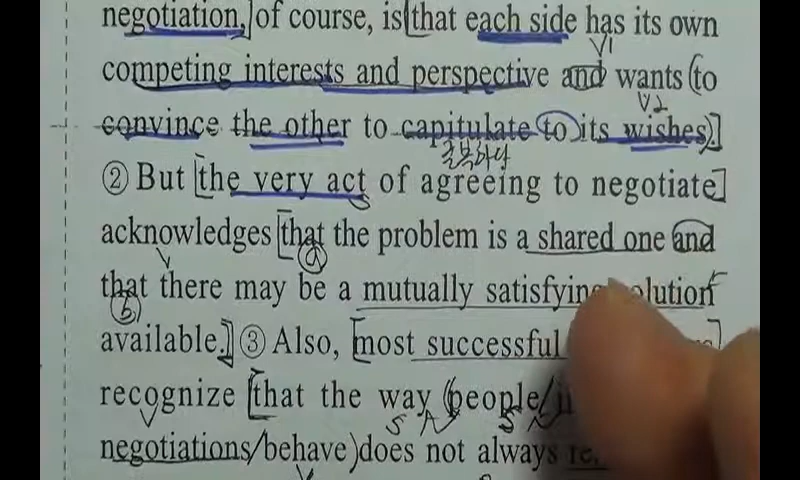 negotiation, of course, is that each side has its own
V1
competing interests and perspective and wants (to
V2
convince the other to capitulate to its wishes).
굴복하다
② But the very act of agreeing to negotiate
S
acknowledges that the problem is a shared one and
V ⓐ
that there may be a mutually satisfying solution
ⓑ
available. ③ Also, most successful
recognize that the way (people/
V S S
negotiations/behave) does not always
V